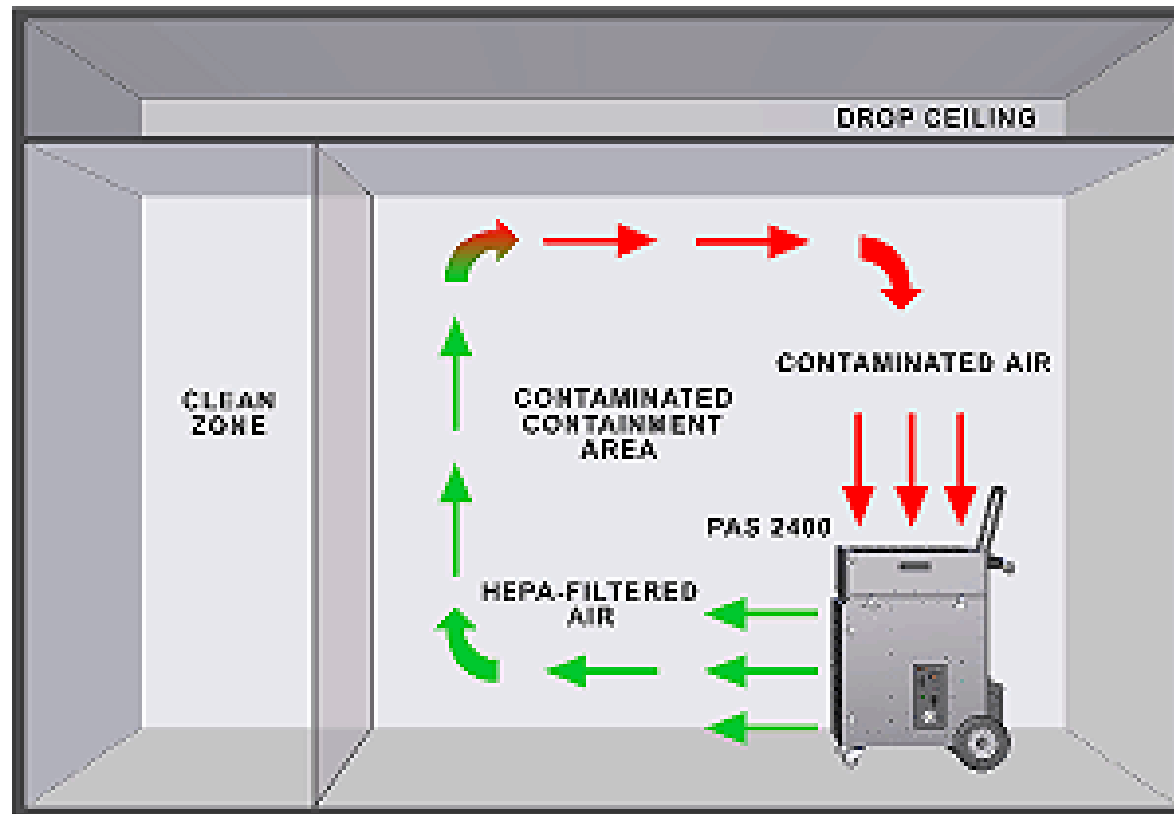 DROP CEILING
CONTAMINATED AIR
CLEAN
ZONE
CONTAMINATED
CONTAINMENT
AREA
PAS 2400
HEPA-FILTERED
AIR